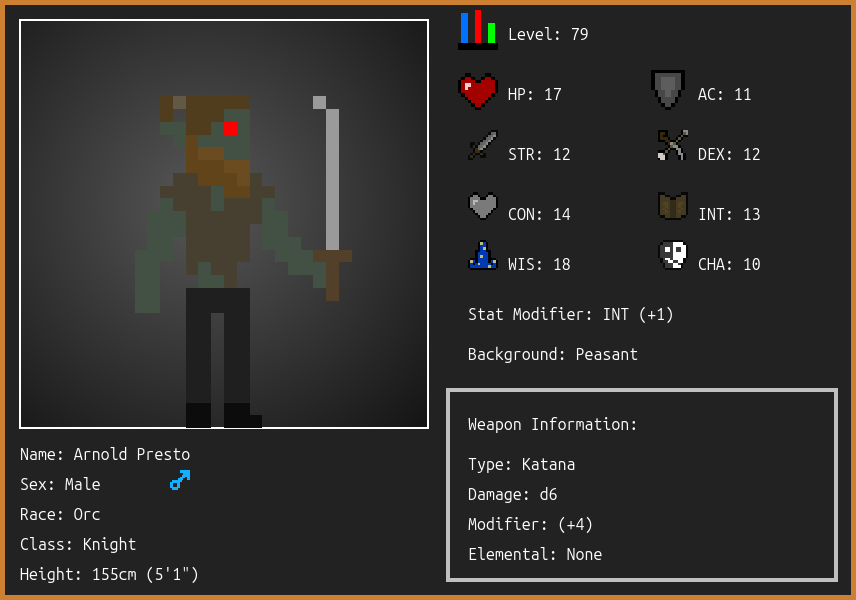 Level: 79
HP: 17
AC: 11
STR: 12
DEX: 12
CON: 14
INT: 13
WIS: 18
CHA: 10
Stat Modifier: INT (+1)
Background: Peasant
Weapon Information:
Type: Katana
Damage: d6
Modifier: (+4)
Elemental: None
Name: Arnold Presto
Sex: Male
Race: Orc
Class: Knight
Height: 155cm (5'1")